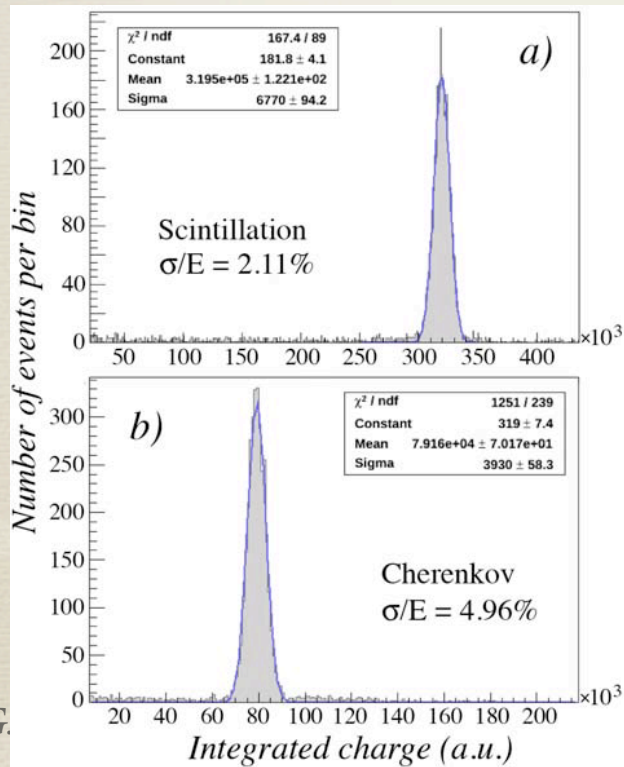 Number of events per bin
a)
χ² / ndf 167.4 / 89
Constant 181.8 ± 4.1
Mean 3.195e+05 ± 1.221e+02
Sigma 6770 ± 94.2
Scintillation
σ/E = 2.11%
200
160
120
80
40
0
50 100 150 200 250 300 350 400 ×10³
b)
χ² / ndf 1251 / 239
Constant 319 ± 7.4
Mean 7.916e+04 ± 7.017e+01
Sigma 3930 ± 58.3
Cherenkov
σ/E = 4.96%
300
250
200
150
100
50
0
20 40 60 80 100 120 140 160 180 200 ×10³
Integrated charge (a.u.)